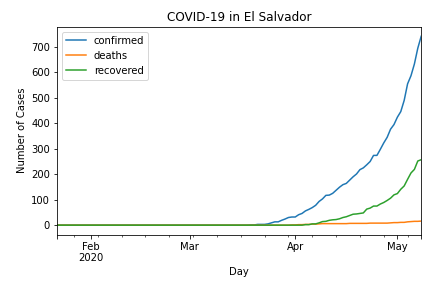 COVID-19 in El Salvador
confirmed
deaths
recovered
Number of Cases
700
600
500
400
300
200
100
0
Feb
2020
Mar
Apr
May
Day